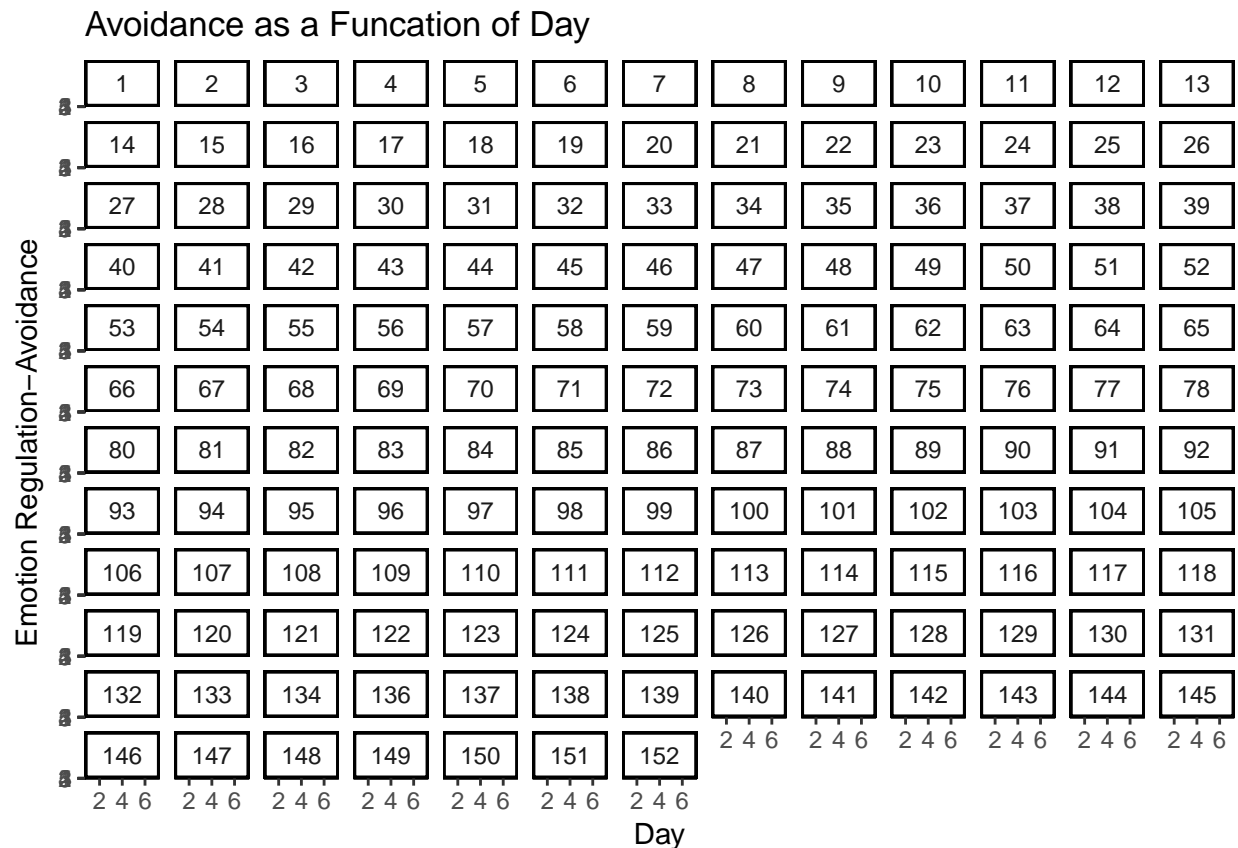 Avoidance as a Funcation of Day
1 2 3 4 5 6 7 8 9 10 11 12 13
14 15 16 17 18 19 20 21 22 23 24 25 26
27 28 29 30 31 32 33 34 35 36 37 38 39
40 41 42 43 44 45 46 47 48 49 50 51 52
53 54 55 56 57 58 59 60 61 62 63 64 65
66 67 68 69 70 71 72 73 74 75 76 77 78
80 81 82 83 84 85 86 87 88 89 90 91 92
93 94 95 96 97 98 99 100 101 102 103 104 105
106 107 108 109 110 111 112 113 114 115 116 117 118
119 120 121 122 123 124 125 126 127 128 129 130 131
132 133 134 136 137 138 139 140 141 142 143 144 145
2 4 6 2 4 6 2 4 6 2 4 6 2 4 6 2 4 6
146 147 148 149 150 151 152
2 4 6 2 4 6 2 4 6 2 4 6 2 4 6 2 4 6 2 4 6
Day
Emotion Regulation−Avoidance